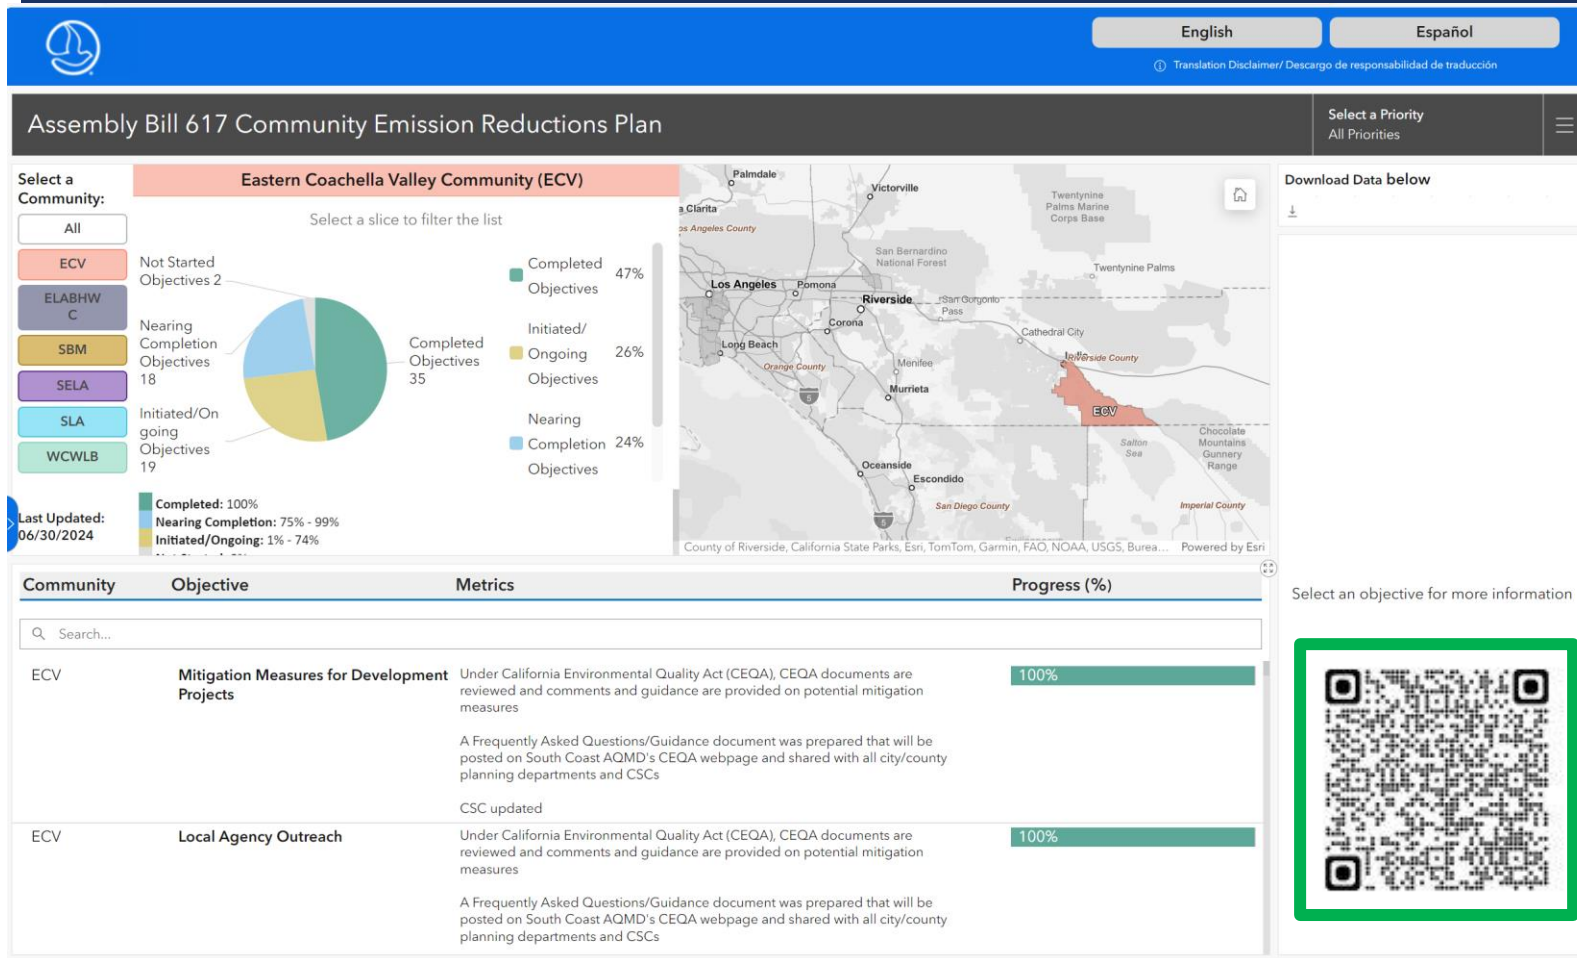 English
Español
Translation Disclaimer/ Descargo de responsabilidad de traducción
Assembly Bill 617 Community Emission Reductions Plan
Select a Priority
All Priorities
Select a
Community:
All
ECV
ELABHW
C
SBM
SELA
SLA
WCWLB
Last Updated:
06/30/2024
Eastern Coachella Valley Community (ECV)
Select a slice to filter the list
Not Started
Objectives 2
Nearing
Completion
Objectives
18
Initiated/On
going
Objectives
19
Completed
Objectives
35
Completed
Objectives
47%
Initiated/
Ongoing
Objectives
26%
Nearing
Completion
Objectives
24%
Completed: 100%
Nearing Completion: 75% - 99%
Initiated/Ongoing: 1% - 74%
Palmdale
Victorville
a Clarita
os Angeles County
Twentynine
Palms Marine
Corps Base
San Bernardino
National Forest
Twentynine Palms
Los Angeles
Pomona
Riverside
San Gorgonio
Pass
Corona
Cathedral City
Long Beach
Orange County
Menifee
Riverside County
Murrieta
5
ECV
Salton
Sea
Chocolate
Mountains
Gunnery
Range
Oceanside
Escondido
San Diego County
Imperial County
5
County of Riverside, California State Parks, Esri, TomTom, Garmin, FAO, NOAA, USGS, Burea...
Powered by Esri
Download Data below
Select an objective for more information
Community
Objective
Metrics
Progress (%)
Search...
ECV
Mitigation Measures for Development
Projects
Under California Environmental Quality Act (CEQA), CEQA documents are
reviewed and comments and guidance are provided on potential mitigation
measures
A Frequently Asked Questions/Guidance document was prepared that will be
posted on South Coast AQMD's CEQA webpage and shared with all city/county
planning departments and CSCs
CSC updated
100%
ECV
Local Agency Outreach
Under California Environmental Quality Act (CEQA), CEQA documents are
reviewed and comments and guidance are provided on potential mitigation
measures
A Frequently Asked Questions/Guidance document was prepared that will be
posted on South Coast AQMD's CEQA webpage and shared with all city/county
planning departments and CSCs
100%